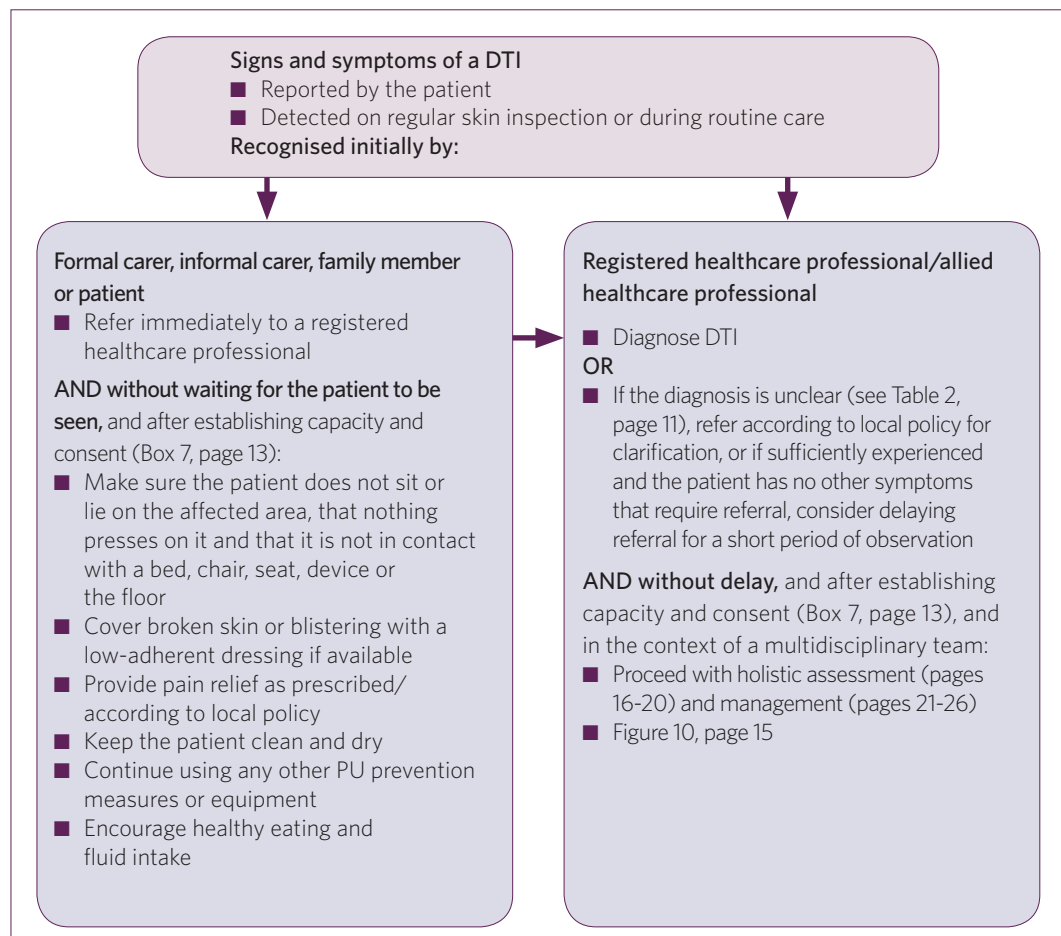 Signs and symptoms of a DTI
■ Reported by the patient
■ Detected on regular skin inspection or during routine care
Recognised initially by:
Formal carer, informal carer, family member
or patient
■ Refer immediately to a registered
healthcare professional
AND without waiting for the patient to be
seen, and after establishing capacity and
consent (Box 7, page 13):
■ Make sure the patient does not sit or
lie on the affected area, that nothing
presses on it and that it is not in contact
with a bed, chair, seat, device or
the floor
■ Cover broken skin or blistering with a
low-adherent dressing if available
■ Provide pain relief as prescribed/
according to local policy
■ Keep the patient clean and dry
■ Continue using any other PU prevention
measures or equipment
■ Encourage healthy eating and
fluid intake
Registered healthcare professional/allied
healthcare professional
■ Diagnose DTI
OR
■ If the diagnosis is unclear (see Table 2,
page 11), refer according to local policy for
clarification, or if sufficiently experienced
and the patient has no other symptoms
that require referral, consider delaying
referral for a short period of observation
AND without delay, and after establishing
capacity and consent (Box 7, page 13), and
in the context of a multidisciplinary team:
■ Proceed with holistic assessment (pages
16-20) and management (pages 21-26)
■ Figure 10, page 15